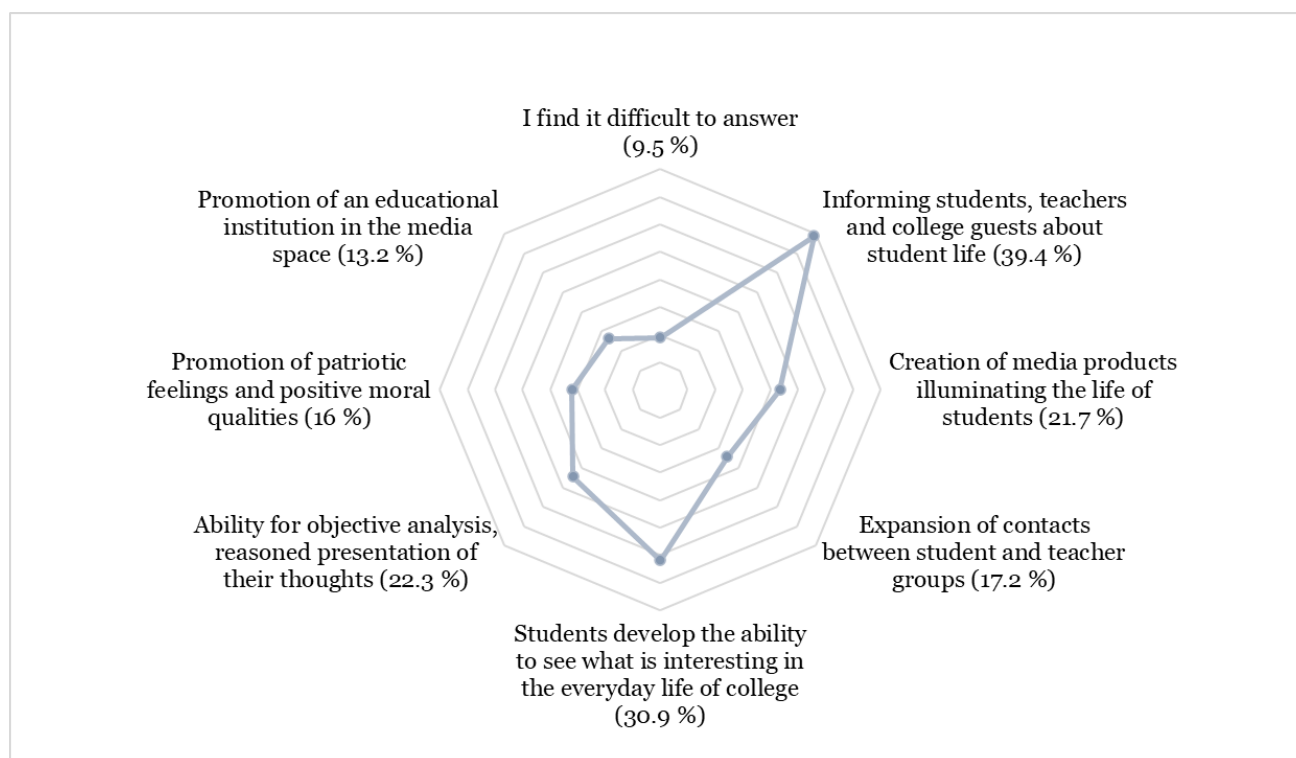 I find it difficult to answer
(9.5 %)
Informing students, teachers
and college guests about
student life (39.4 %)
Creation of media products
illuminating the life of
students (21.7 %)
Expansion of contacts
between student and teacher
groups (17.2 %)
Students develop the ability
to see what is interesting in
the everyday life of college
(30.9 %)
Ability for objective analysis,
reasoned presentation of
their thoughts (22.3 %)
Promotion of patriotic
feelings and positive moral
qualities (16 %)
Promotion of an educational
institution in the media
space (13.2 %)